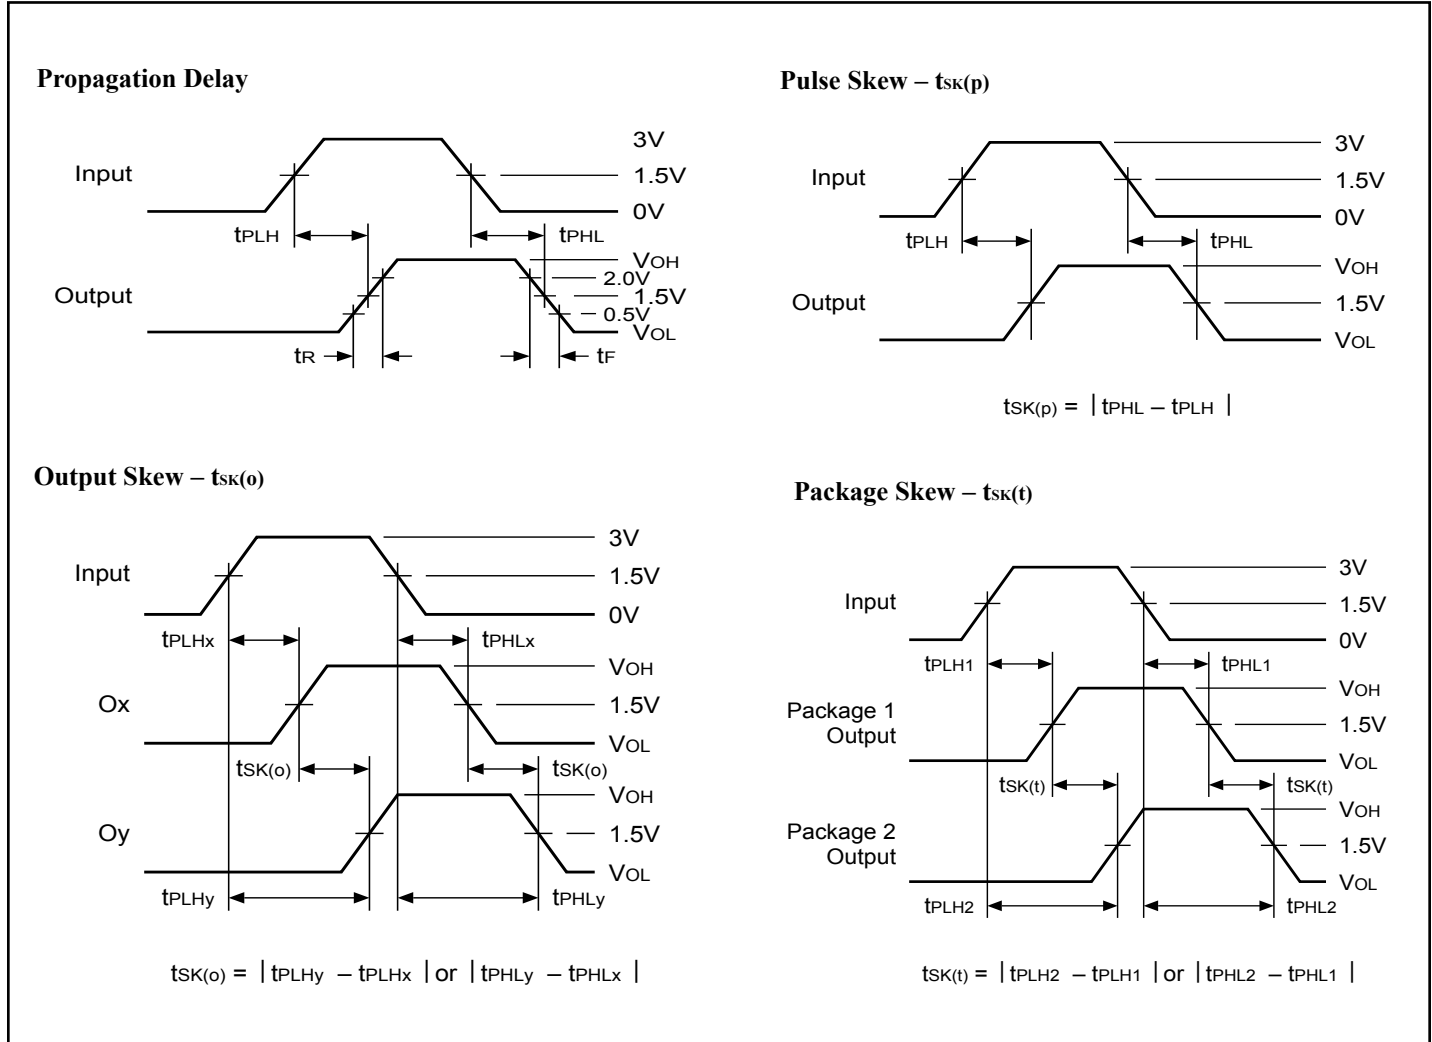 Propagation Delay
Input
3V
1.5V
0V
tPLH
tPHL
Output
VOH
2.0V
1.5V
0.5V
VOL
tR
tF
Pulse Skew – tSK(p)
Input
3V
1.5V
0V
tPLH
tPHL
Output
VOH
1.5V
VOL
tSK(p) = | tPHL – tPLH |
Output Skew – tSK(o)
Input
3V
1.5V
0V
tPLHx
tPHLx
Ox
VOH
1.5V
VOL
tSK(o)
tSK(o)
Oy
VOH
1.5V
VOL
tPLHy
tPHLy
tSK(o) = | tPLHy – tPLHx | or | tPHLy – tPHLx |
Package Skew – tSK(t)
Input
3V
1.5V
0V
tPLH1
tPHL1
Package 1
Output
VOH
1.5V
VOL
tSK(t)
tSK(t)
Package 2
Output
VOH
1.5V
VOL
tPLH2
tPHL2
tSK(t) = | tPLH2 – tPLH1 | or | tPHL2 – tPHL1 |